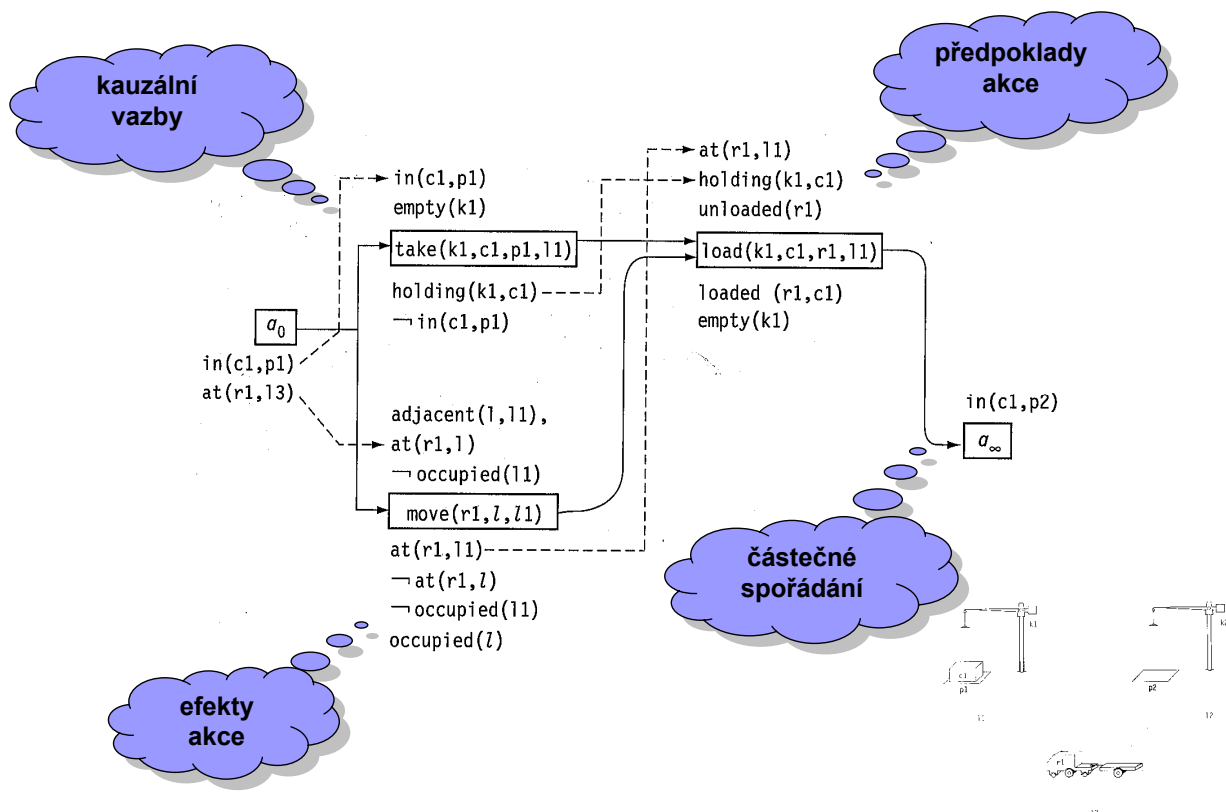 kauzální
vazby
předpoklady
akce
in(c1,p1)
empty(k1)
take(k1,c1,p1,l1)
holding(k1,c1)
¬ in(c1,p1)
at(r1,l1)
holding(k1,c1)
unloaded(r1)
load(k1,c1,r1,l1)
loaded (r1,c1)
empty(k1)
a₀
in(c1,p1)
at(r1,l3)
adjacent(l,l1),
at(r1,l)
¬ occupied(l1)
move(r1,l,l1)
at(r1,l1)
¬ at(r1,l)
¬ occupied(l1)
occupied(l)
in(c1,p2)
a∞
částečné
spořádání
efekty
akce
k1
c1
p1
k2
p2
l2
r1